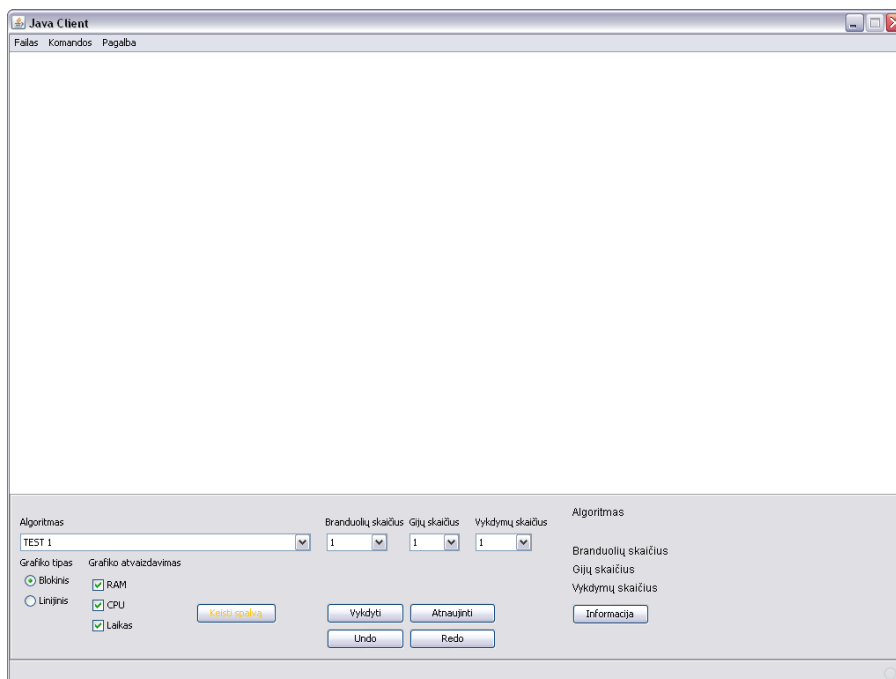 Java Client
Failas Komandos Pagalba
Algoritmas
Branduolių skaičius Gijų skaičius Vykdymų skaičius
TEST 1 1 1 1
Grafiko tipas Grafiko atvaizdavimas
Blokinis
Linijinis
RAM
CPU
Laikas
Keisti spalvą
Vykdyti Atnaujinti
Undo Redo
Algoritmas
Branduolių skaičius
Gijų skaičius
Vykdymų skaičius
Informacija